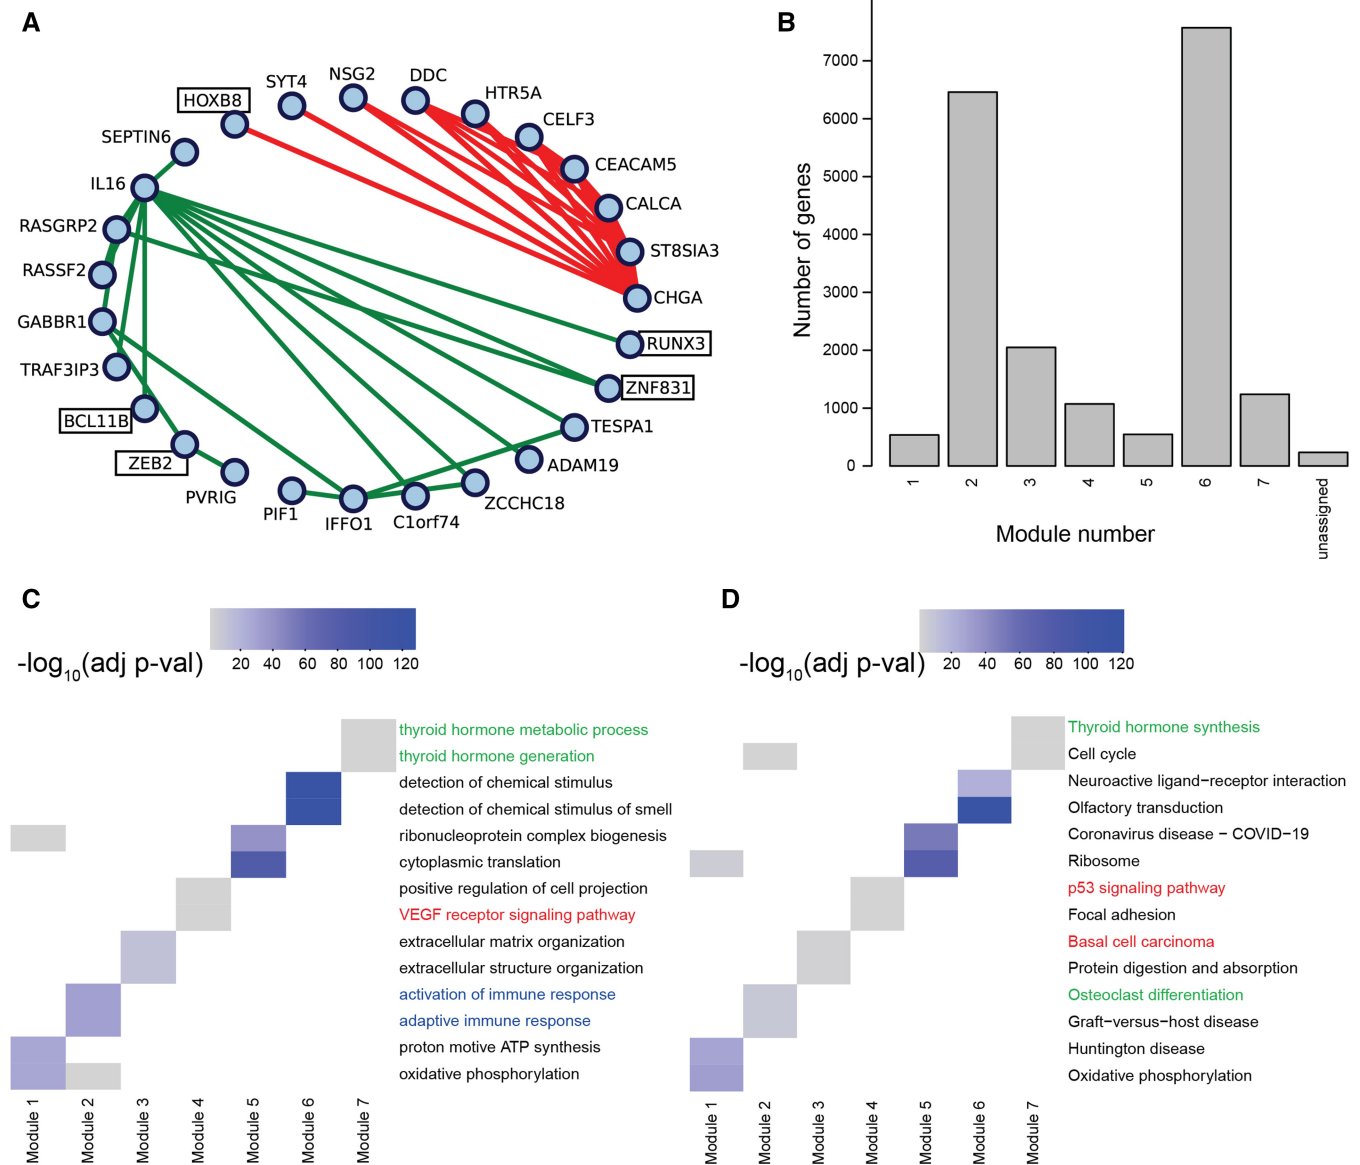 A
SYT4
NSG2
DDC
HTR5A
HOXB8
CELF3
SEPTIN6
CEACAM5
IL16
CALCA
RASGRP2
ST8SIA3
RASSF2
CHGA
GABBR1
RUNX3
TRAF3IP3
ZNF831
BCL11B
TESPA1
ZEB2
ADAM19
PVRIG
ZCCHC18
PIF1
IFFO1
C1orf74
B
Number of genes
7000
6000
5000
4000
3000
2000
1000
0
1
2
3
4
5
6
7
unassigned
Module number
C
-log10(adj p-val)
20 40 60 80 100 120
thyroid hormone metabolic process
thyroid hormone generation
detection of chemical stimulus
detection of chemical stimulus of smell
ribonucleoprotein complex biogenesis
cytoplasmic translation
positive regulation of cell projection
VEGF receptor signaling pathway
extracellular matrix organization
extracellular structure organization
activation of immune response
adaptive immune response
proton motive ATP synthesis
oxidative phosphorylation
Module 1
Module 2
Module 3
Module 4
Module 5
Module 6
Module 7
D
-log10(adj p-val)
20 40 60 80 100 120
Thyroid hormone synthesis
Cell cycle
Neuroactive ligand−receptor interaction
Olfactory transduction
Coronavirus disease − COVID−19
Ribosome
p53 signaling pathway
Focal adhesion
Basal cell carcinoma
Protein digestion and absorption
Osteoclast differentiation
Graft−versus−host disease
Huntington disease
Oxidative phosphorylation
Module 1
Module 2
Module 3
Module 4
Module 5
Module 6
Module 7